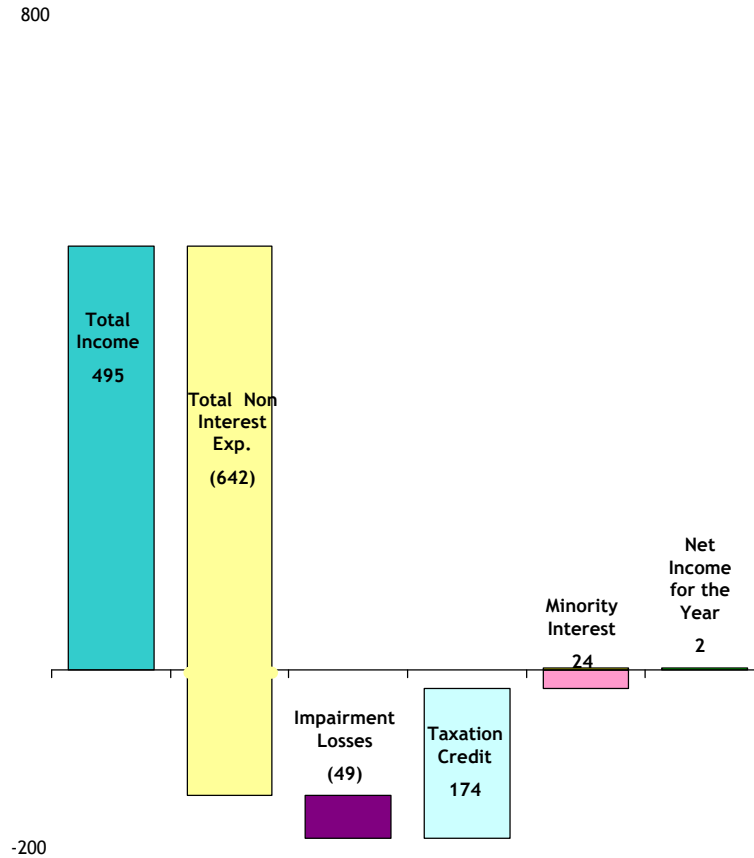 800
Total
Income
495
Total Non
Interest
Exp.
(642)
Impairment
Losses
(49)
Taxation
Credit
174
Minority
Interest
24
Net
Income
for the
Year
2
-200